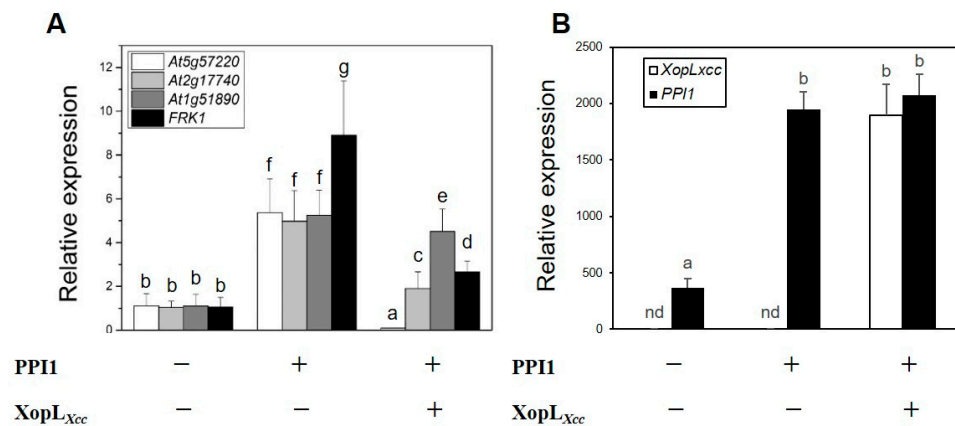 A
Relative expression
12
10
8
6
4
2
0
At5g57220
At2g17740
At1g51890
FRK1
b b b b
f f f g
a c e d
PPI1 − + +
XopLXcc − − +
B
Relative expression
2500
2000
1500
1000
500
0
XopLxcc
PPI1
nd a
nd b
b b
PPI1 − + +
XopLXcc − − +